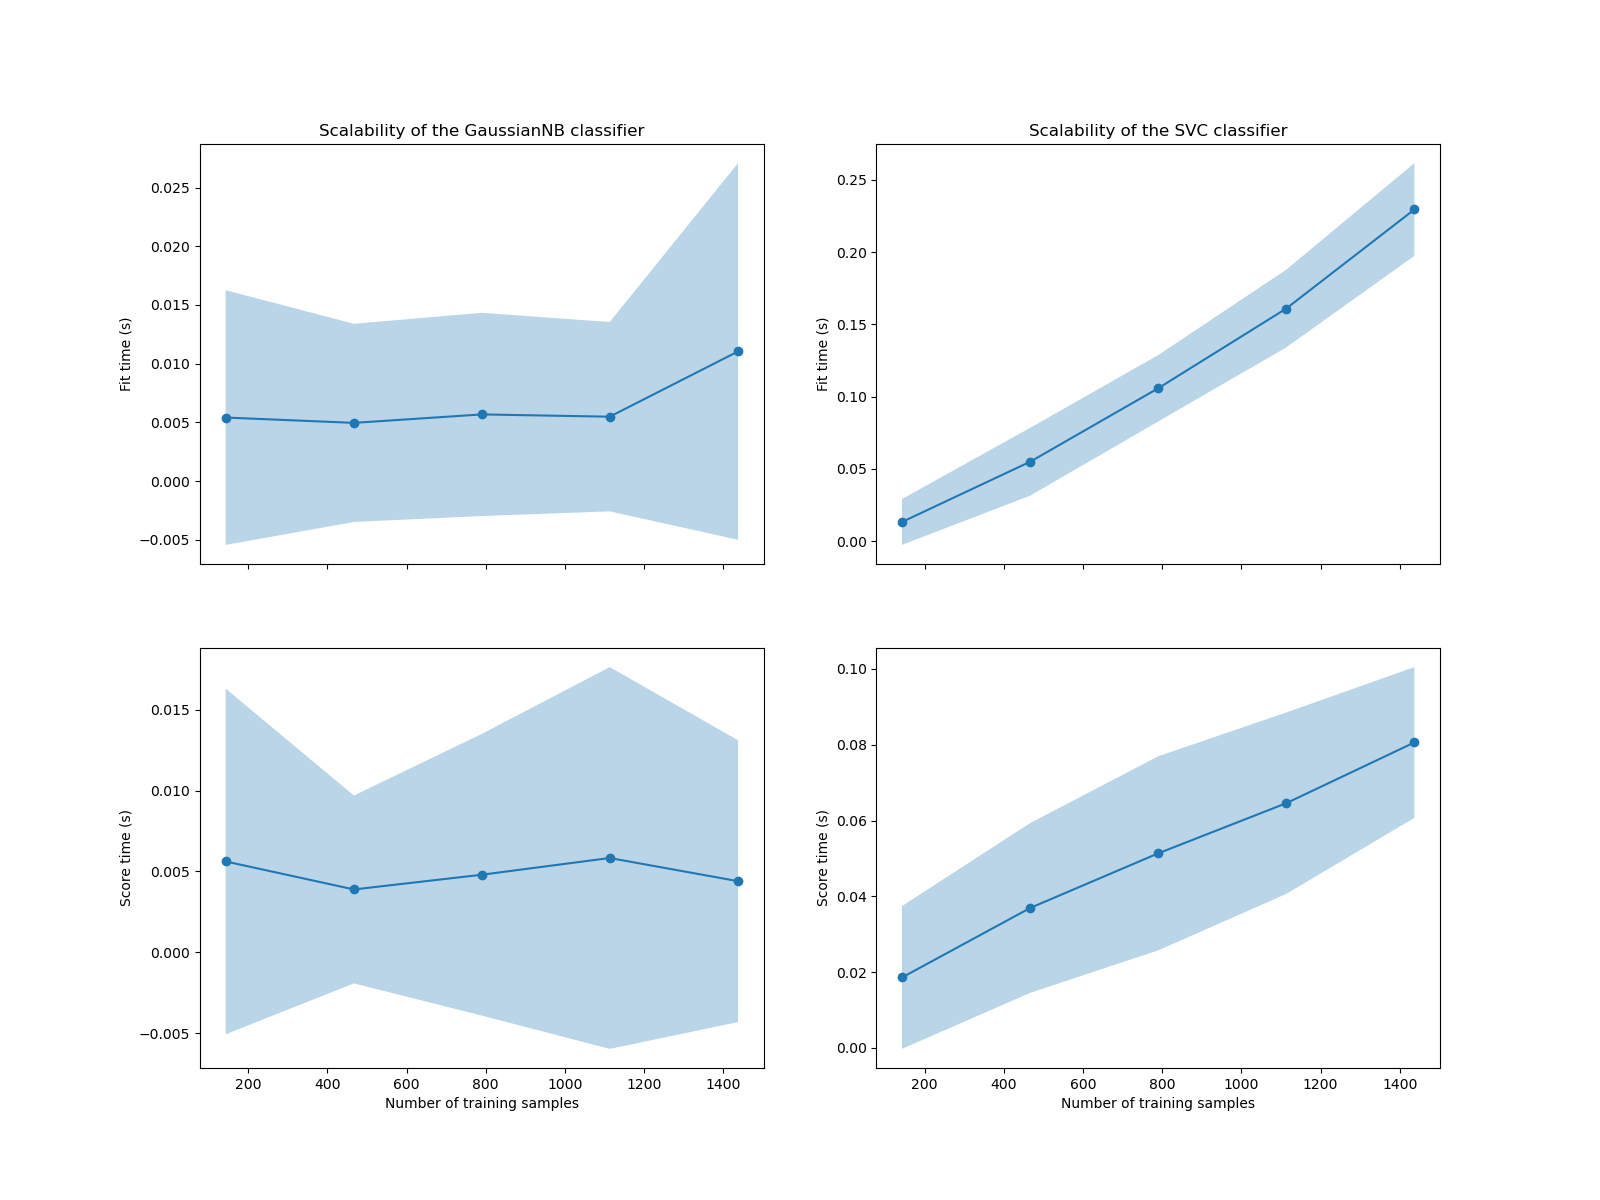 Scalability of the GaussianNB classifier
Fit time (s)
0.025
0.020
0.015
0.010
0.005
0.000
−0.005
Scalability of the SVC classifier
Fit time (s)
0.25
0.20
0.15
0.10
0.05
0.00
Score time (s)
0.015
0.010
0.005
0.000
−0.005
200 400 600 800 1000 1200 1400
Number of training samples
Score time (s)
0.10
0.08
0.06
0.04
0.02
0.00
200 400 600 800 1000 1200 1400
Number of training samples